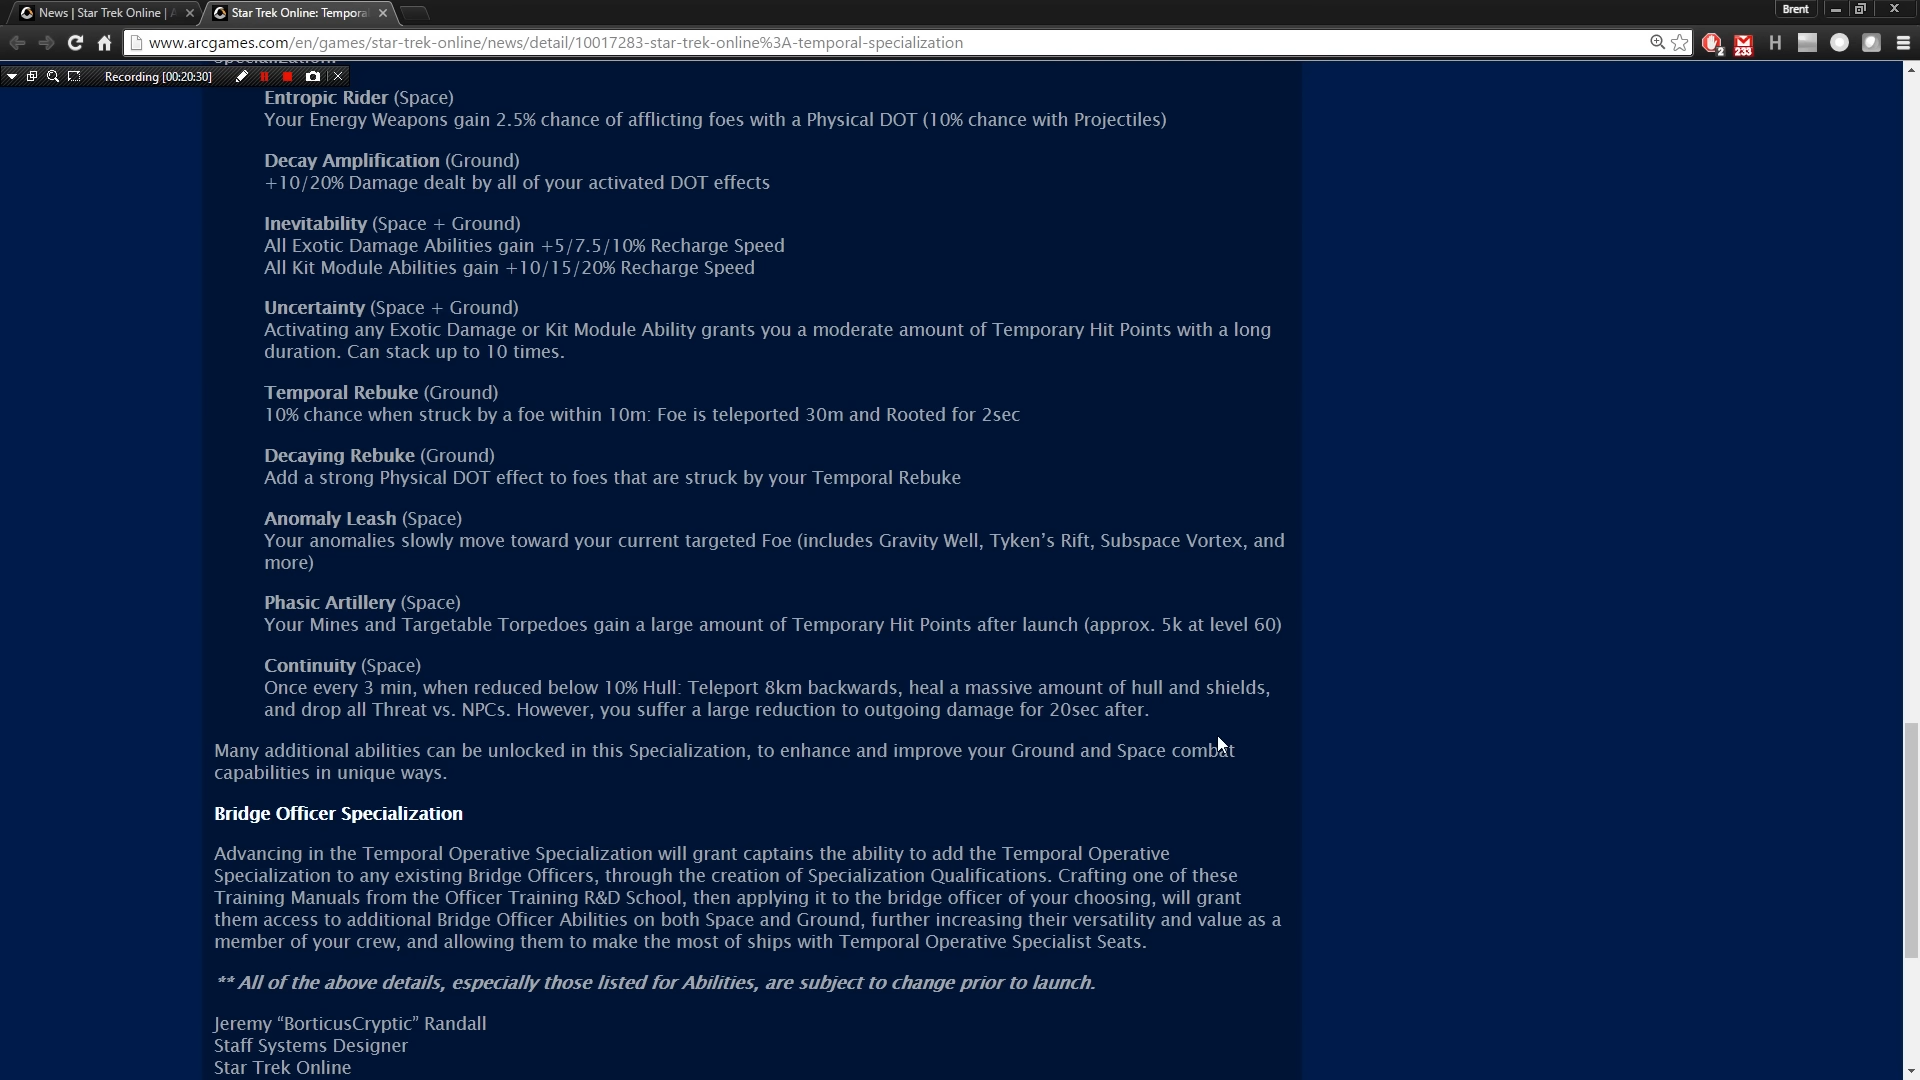 News | Star Trek Online |
Star Trek Online: Tempora
Brent
www.arcgames.com/en/games/star-trek-online/news/detail/10017283-star-trek-online%3A-temporal-specialization
2
233
H
Recording [00:20:30]
Entropic Rider (Space)
Your Energy Weapons gain 2.5% chance of afflicting foes with a Physical DOT (10% chance with Projectiles)
Decay Amplification (Ground)
+10/20% Damage dealt by all of your activated DOT effects
Inevitability (Space + Ground)
All Exotic Damage Abilities gain +5/7.5/10% Recharge Speed
All Kit Module Abilities gain +10/15/20% Recharge Speed
Uncertainty (Space + Ground)
Activating any Exotic Damage or Kit Module Ability grants you a moderate amount of Temporary Hit Points with a long
duration. Can stack up to 10 times.
Temporal Rebuke (Ground)
10% chance when struck by a foe within 10m: Foe is teleported 30m and Rooted for 2sec
Decaying Rebuke (Ground)
Add a strong Physical DOT effect to foes that are struck by your Temporal Rebuke
Anomaly Leash (Space)
Your anomalies slowly move toward your current targeted Foe (includes Gravity Well, Tyken's Rift, Subspace Vortex, and
more)
Phasic Artillery (Space)
Your Mines and Targetable Torpedoes gain a large amount of Temporary Hit Points after launch (approx. 5k at level 60)
Continuity (Space)
Once every 3 min, when reduced below 10% Hull: Teleport 8km backwards, heal a massive amount of hull and shields,
and drop all Threat vs. NPCs. However, you suffer a large reduction to outgoing damage for 20sec after.
Many additional abilities can be unlocked in this Specialization, to enhance and improve your Ground and Space combat
capabilities in unique ways.
Bridge Officer Specialization
Advancing in the Temporal Operative Specialization will grant captains the ability to add the Temporal Operative
Specialization to any existing Bridge Officers, through the creation of Specialization Qualifications. Crafting one of these
Training Manuals from the Officer Training R&D School, then applying it to the bridge officer of your choosing, will grant
them access to additional Bridge Officer Abilities on both Space and Ground, further increasing their versatility and value as a
member of your crew, and allowing them to make the most of ships with Temporal Operative Specialist Seats.
** All of the above details, especially those listed for Abilities, are subject to change prior to launch.
Jeremy “BorticusCryptic” Randall
Staff Systems Designer
Star Trek Online